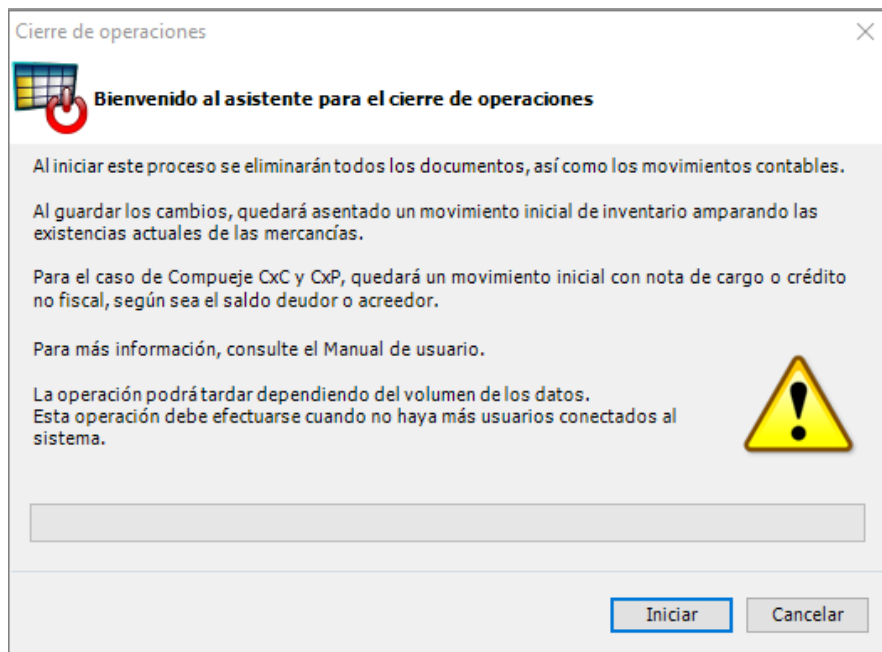 Cierre de operaciones
Bienvenido al asistente para el cierre de operaciones
Al iniciar este proceso se eliminarán todos los documentos, así como los movimientos contables.
Al guardar los cambios, quedará asentado un movimiento inicial de inventario amparando las
existencias actuales de las mercancías.
Para el caso de Compueje CxC y CxP, quedará un movimiento inicial con nota de cargo o crédito
no fiscal, según sea el saldo deudor o acreedor.
Para más información, consulte el Manual de usuario.
La operación podrá tardar dependiendo del volumen de los datos.
Esta operación debe efectuarse cuando no haya más usuarios conectados al
sistema.
Iniciar
Cancelar